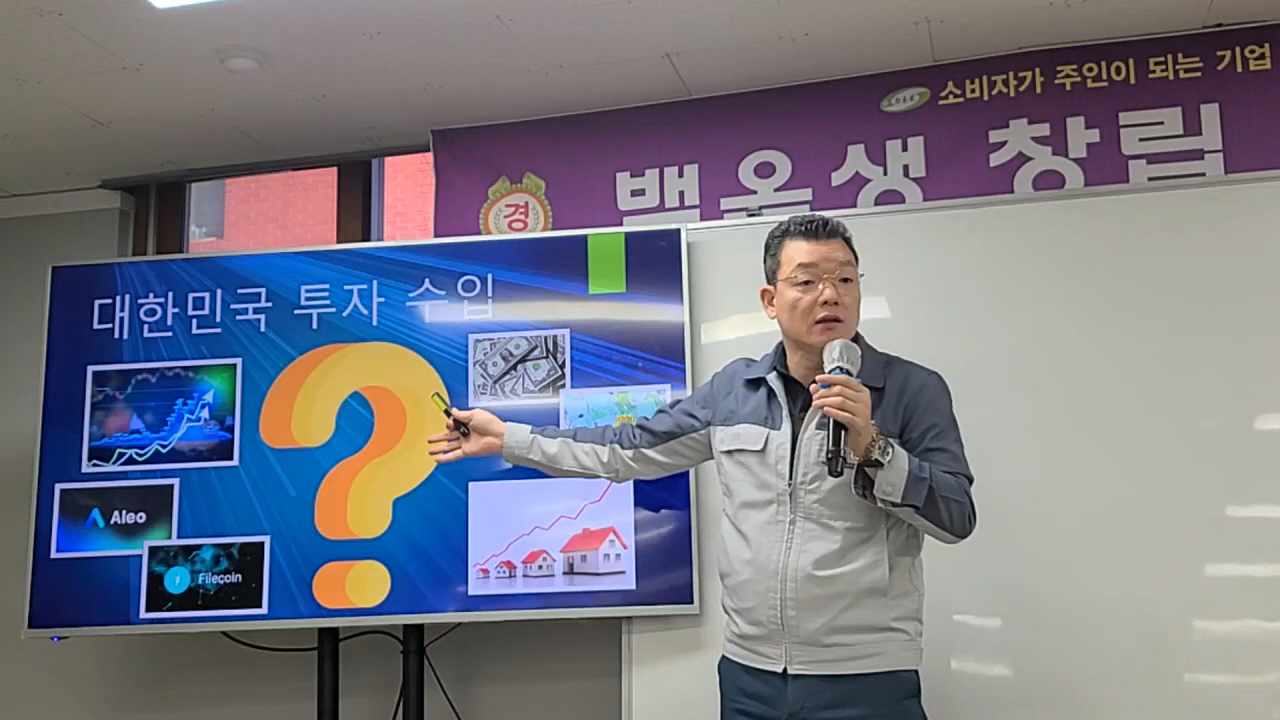 소비자가 주인이 되는 기업
백옥생 창립
경
대한민국 투자 수입
Aleo
Filecoin